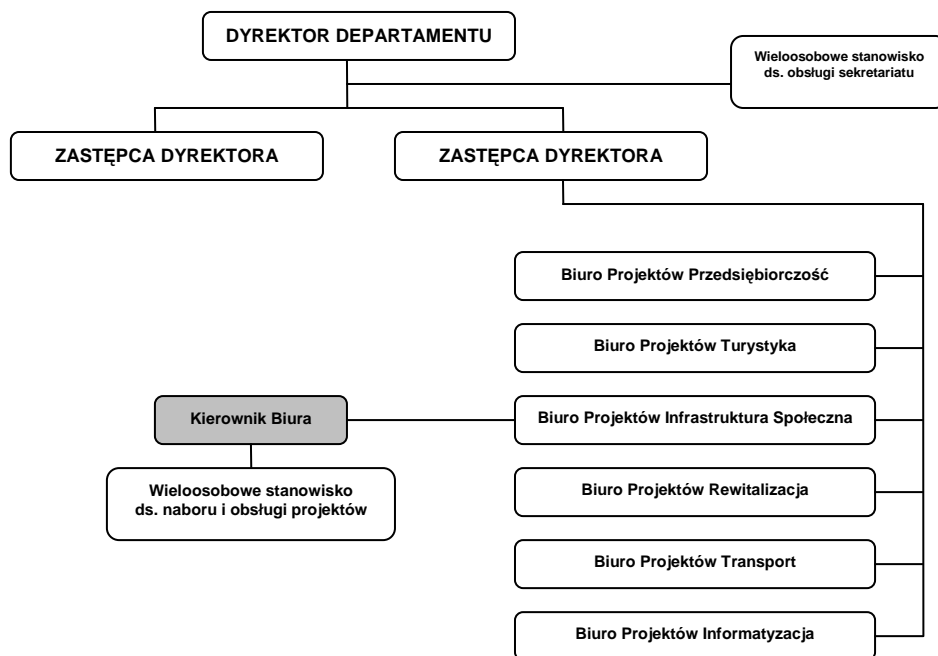 DYREKTOR DEPARTAMENTU
Wieloosobowe stanowisko
ds. obsługi sekretariatu
ZASTĘPCA DYREKTORA
ZASTĘPCA DYREKTORA
Biuro Projektów Przedsiębiorczość
Biuro Projektów Turystyka
Kierownik Biura
Biuro Projektów Infrastruktura Społeczna
Wieloosobowe stanowisko
ds. naboru i obsługi projektów
Biuro Projektów Rewitalizacja
Biuro Projektów Transport
Biuro Projektów Informatyzacja